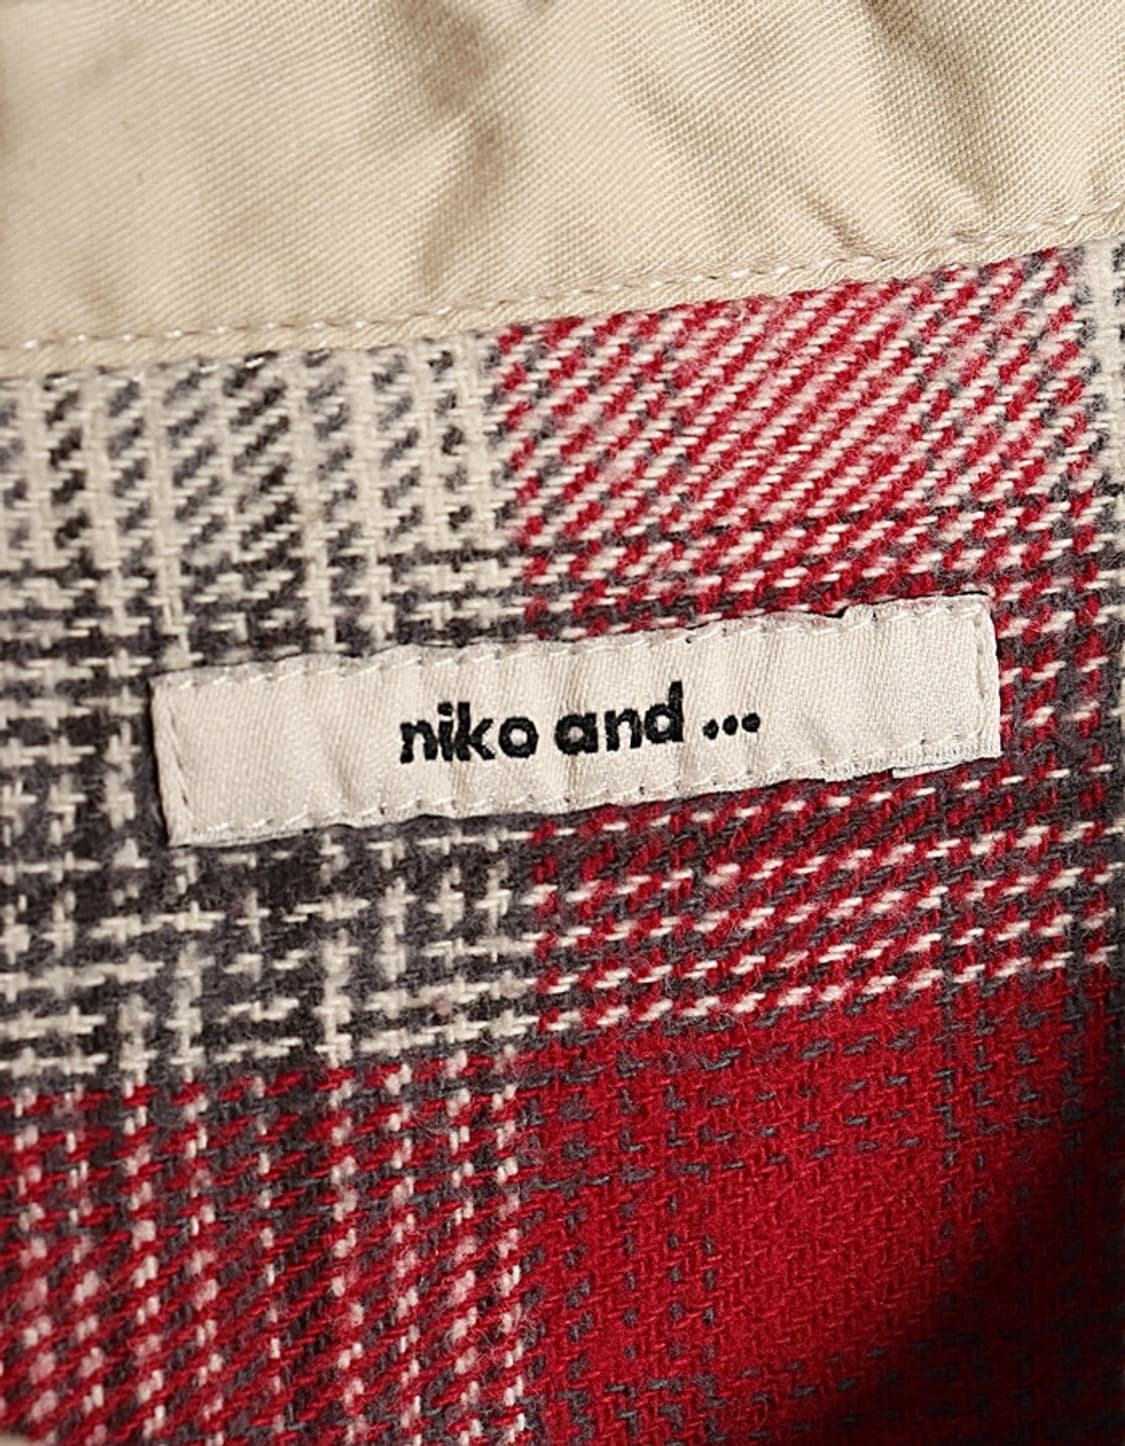 niko and ...